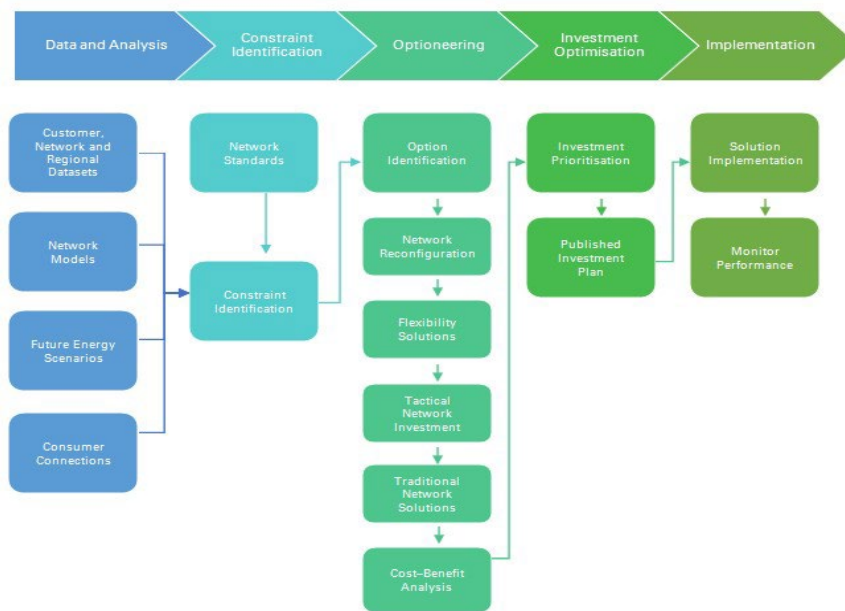 Data and Analysis
Constraint
Identification
Optioneering
Investment
Optimisation
Implementation
Customer,
Network and
Regional
Datasets
Network
Models
Future Energy
Scenarios
Consumer
Connections
Network
Standards
Constraint
Identification
Option
Identification
Network
Reconfiguration
Flexibility
Solutions
Tactical
Network
Investment
Traditional
Network
Solutions
Cost–Benefit
Analysis
Investment
Prioritisation
Published
Investment
Plan
Solution
Implementation
Monitor
Performance